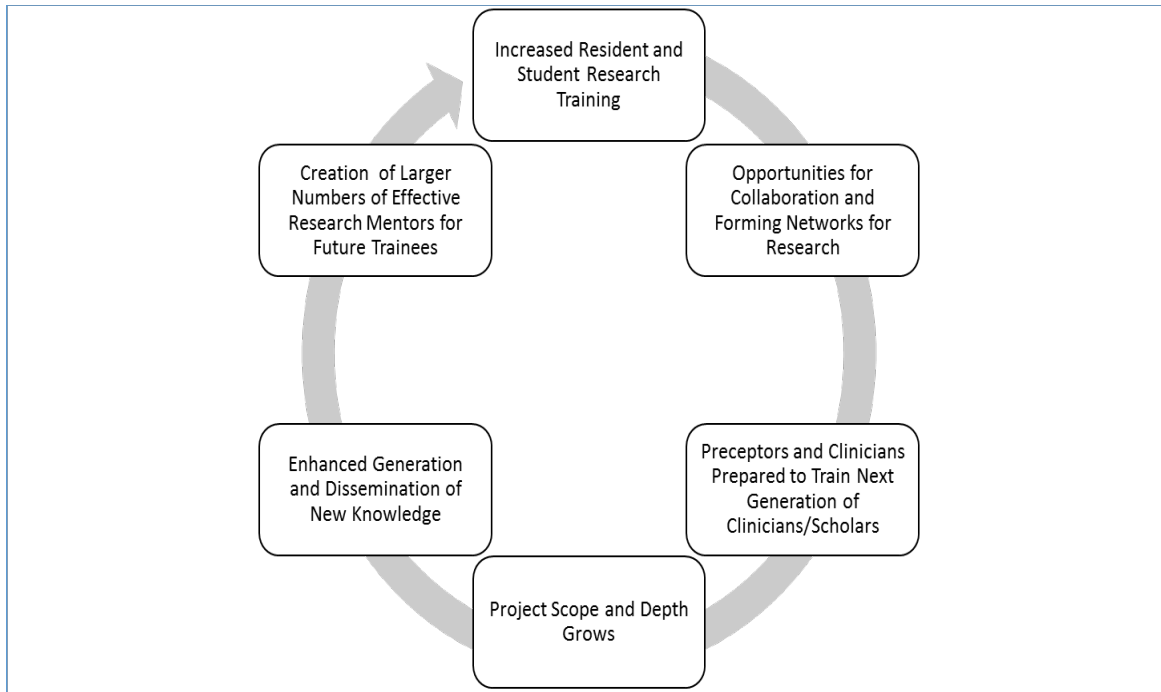 Increased Resident and
Student Research
Training
Opportunities for
Collaboration and
Forming Networks for
Research
Preceptors and Clinicians
Prepared to Train Next
Generation of
Clinicians/Scholars
Project Scope and Depth
Grows
Enhanced Generation
and Dissemination of
New Knowledge
Creation of Larger
Numbers of Effective
Research Mentors for
Future Trainees